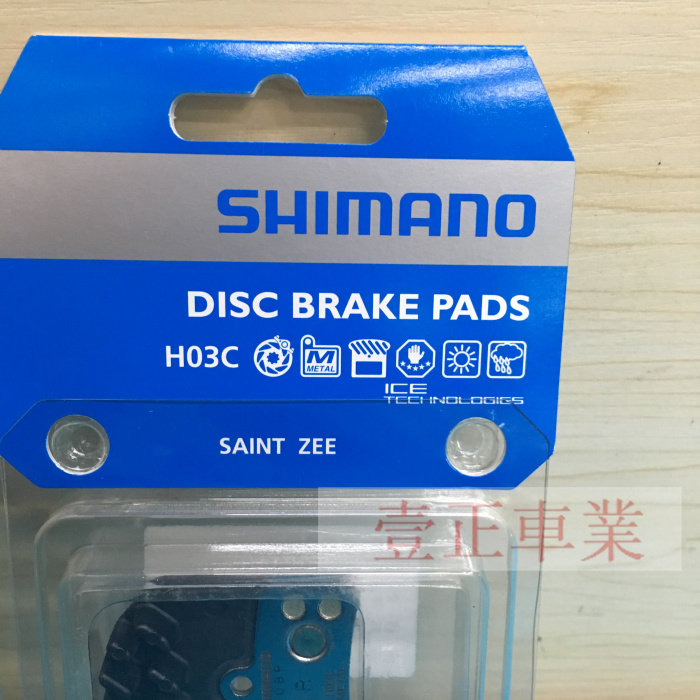 SHIMANO
DISC BRAKE PADS
H03C
M
METAL
ICE
TECHNOLOGIES
SAINT ZEE
壹正車業